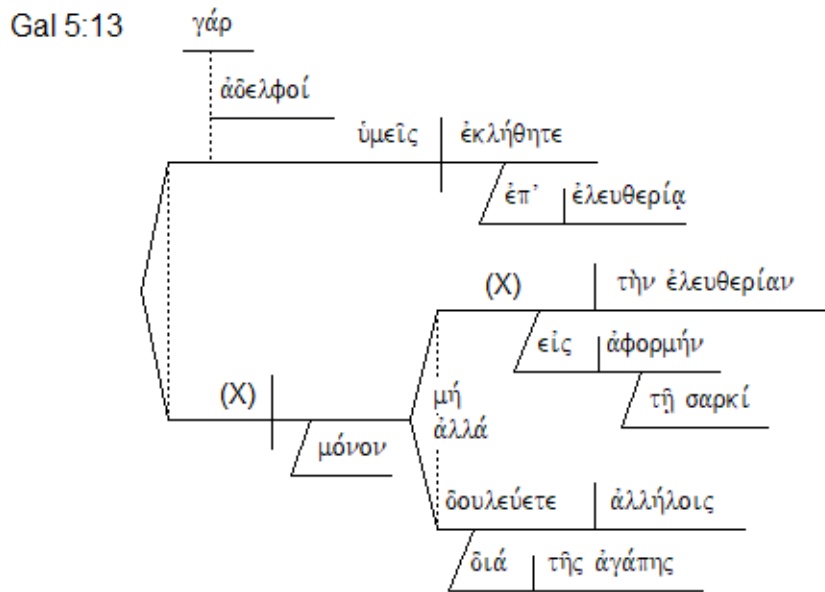 Gal 5:13
γάρ
ἀδελφοί
ὑμεῖς ἐκλήθητε
ἐπ’ ἐλευθερίᾳ
(X) τὴν ἐλευθερίαν
εἰς ἀφορμήν
τῇ σαρκί
(X) μή
ἀλλά
μόνον
δουλεύετε ἀλλήλοις
διά τῆς ἀγάπης